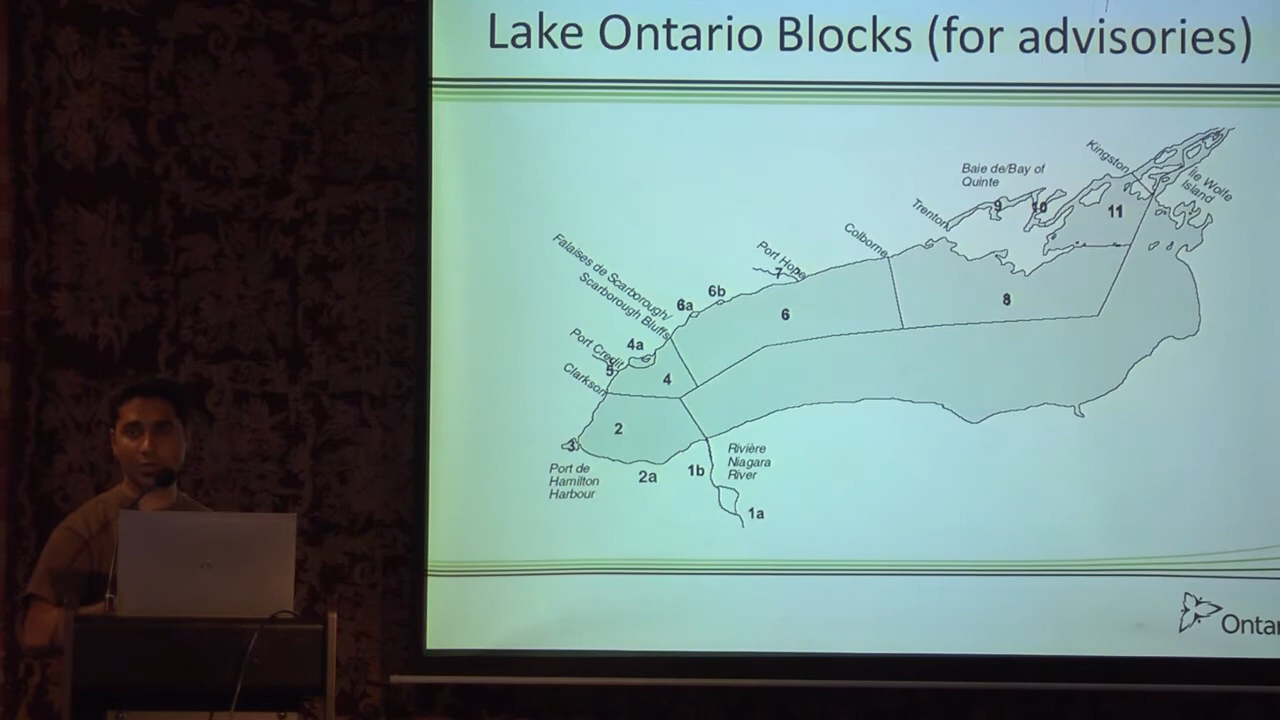 Lake Ontario Blocks (for advisories)
Kingston
Île Wolfe
Island
Baie de/Bay of
Quinte
9
10
11
Trenton
Colborne
Port Hope
7
Falaises de Scarborough/
Scarborough Bluffs
6b
6a
6
8
4a
Port Credit
5
Clarkson
4
2
3
Port de
Hamilton
Harbour
2a
1b
Rivière
Niagara
River
1a
Onta